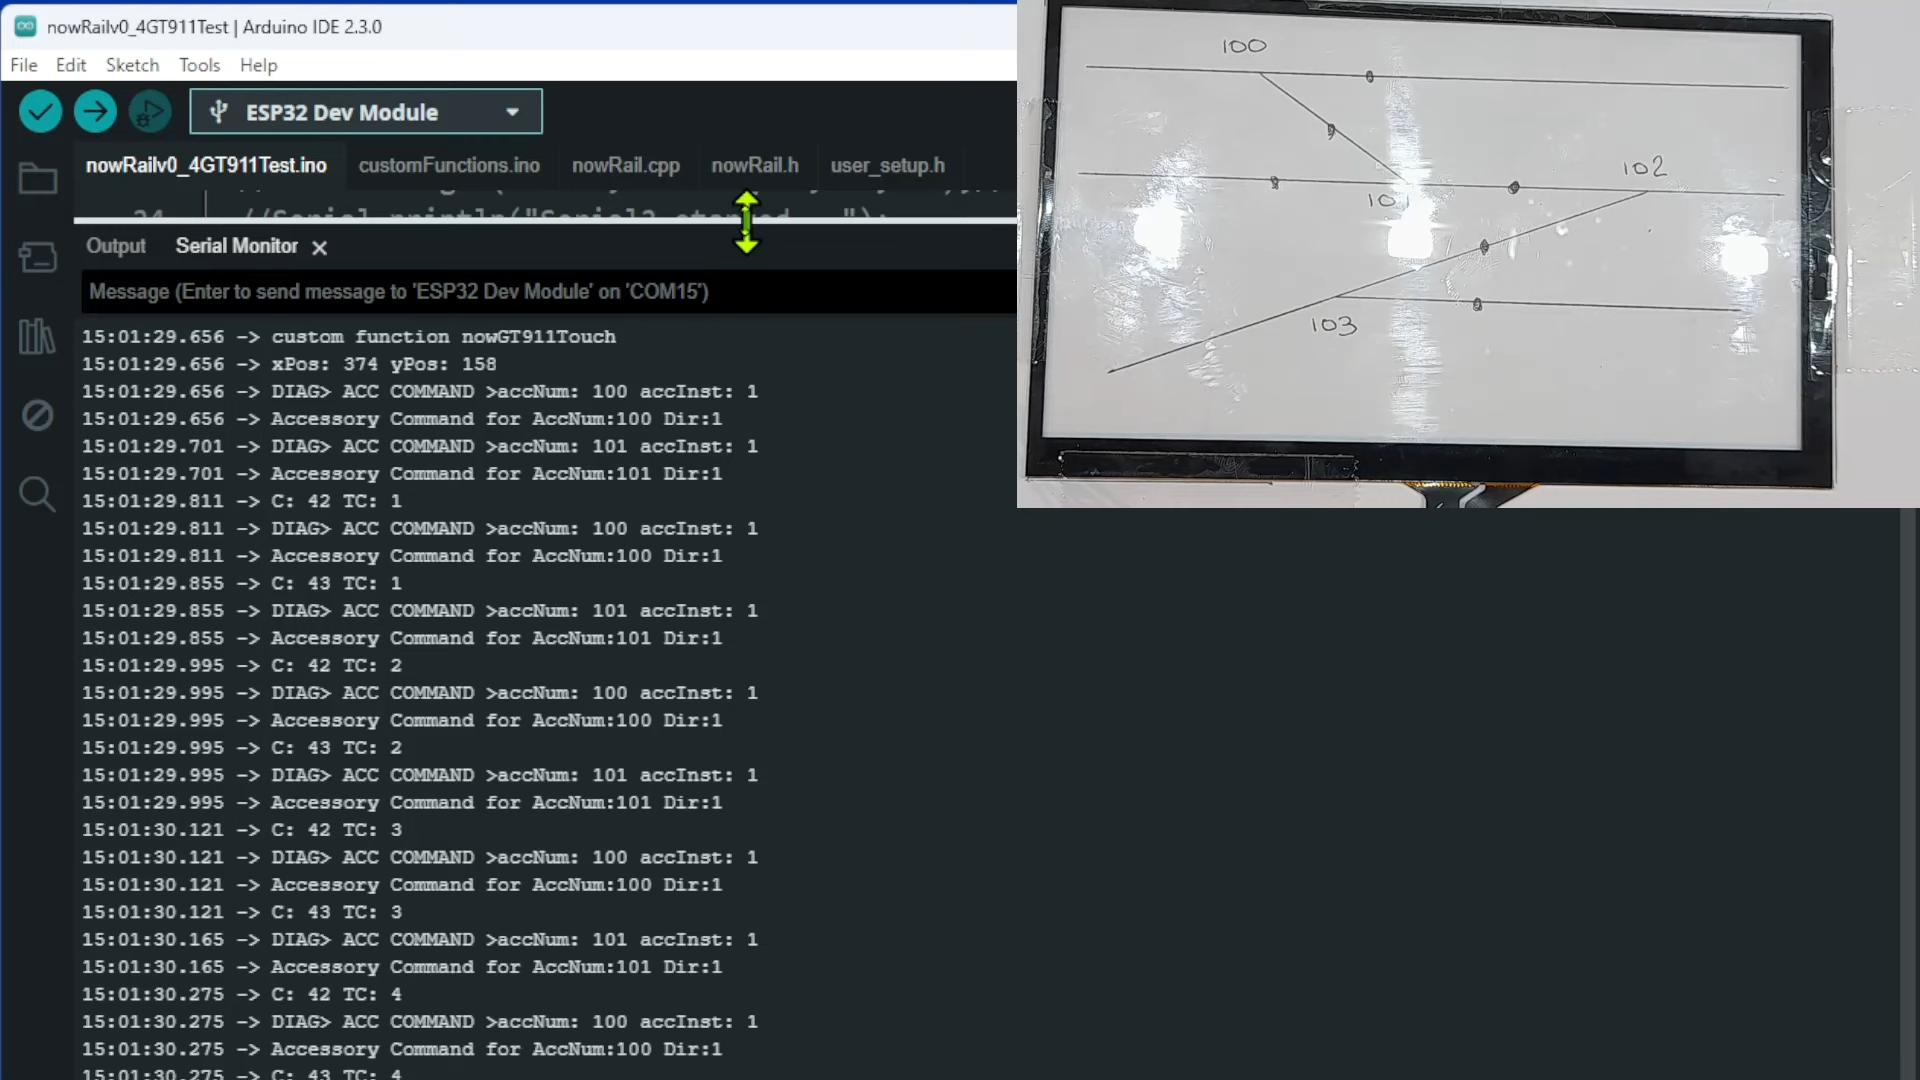 nowRailv0_4GT911Test | Arduino IDE 2.3.0
File Edit Sketch Tools Help
ESP32 Dev Module
nowRailv0_4GT911Test.ino customFunctions.ino nowRail.cpp nowRail.h user_setup.h
Output Serial Monitor
Message (Enter to send message to 'ESP32 Dev Module' on 'COM15')
15:01:29.656 -> custom function nowGT911Touch
15:01:29.656 -> xPos: 374 yPos: 158
15:01:29.656 -> DIAG> ACC COMMAND >accNum: 100 accInst: 1
15:01:29.656 -> Accessory Command for AccNum:100 Dir:1
15:01:29.701 -> DIAG> ACC COMMAND >accNum: 101 accInst: 1
15:01:29.701 -> Accessory Command for AccNum:101 Dir:1
15:01:29.811 -> C: 42 TC: 1
15:01:29.811 -> DIAG> ACC COMMAND >accNum: 100 accInst: 1
15:01:29.811 -> Accessory Command for AccNum:100 Dir:1
15:01:29.855 -> C: 43 TC: 1
15:01:29.855 -> DIAG> ACC COMMAND >accNum: 101 accInst: 1
15:01:29.855 -> Accessory Command for AccNum:101 Dir:1
15:01:29.995 -> C: 42 TC: 2
15:01:29.995 -> DIAG> ACC COMMAND >accNum: 100 accInst: 1
15:01:29.995 -> Accessory Command for AccNum:100 Dir:1
15:01:29.995 -> C: 43 TC: 2
15:01:29.995 -> DIAG> ACC COMMAND >accNum: 101 accInst: 1
15:01:29.995 -> Accessory Command for AccNum:101 Dir:1
15:01:30.121 -> C: 42 TC: 3
15:01:30.121 -> DIAG> ACC COMMAND >accNum: 100 accInst: 1
15:01:30.121 -> Accessory Command for AccNum:100 Dir:1
15:01:30.121 -> C: 43 TC: 3
15:01:30.165 -> DIAG> ACC COMMAND >accNum: 101 accInst: 1
15:01:30.165 -> Accessory Command for AccNum:101 Dir:1
15:01:30.275 -> C: 42 TC: 4
15:01:30.275 -> DIAG> ACC COMMAND >accNum: 100 accInst: 1
15:01:30.275 -> Accessory Command for AccNum:100 Dir:1
15:01:30.275 -> C: 43 TC: 4
100
102
103